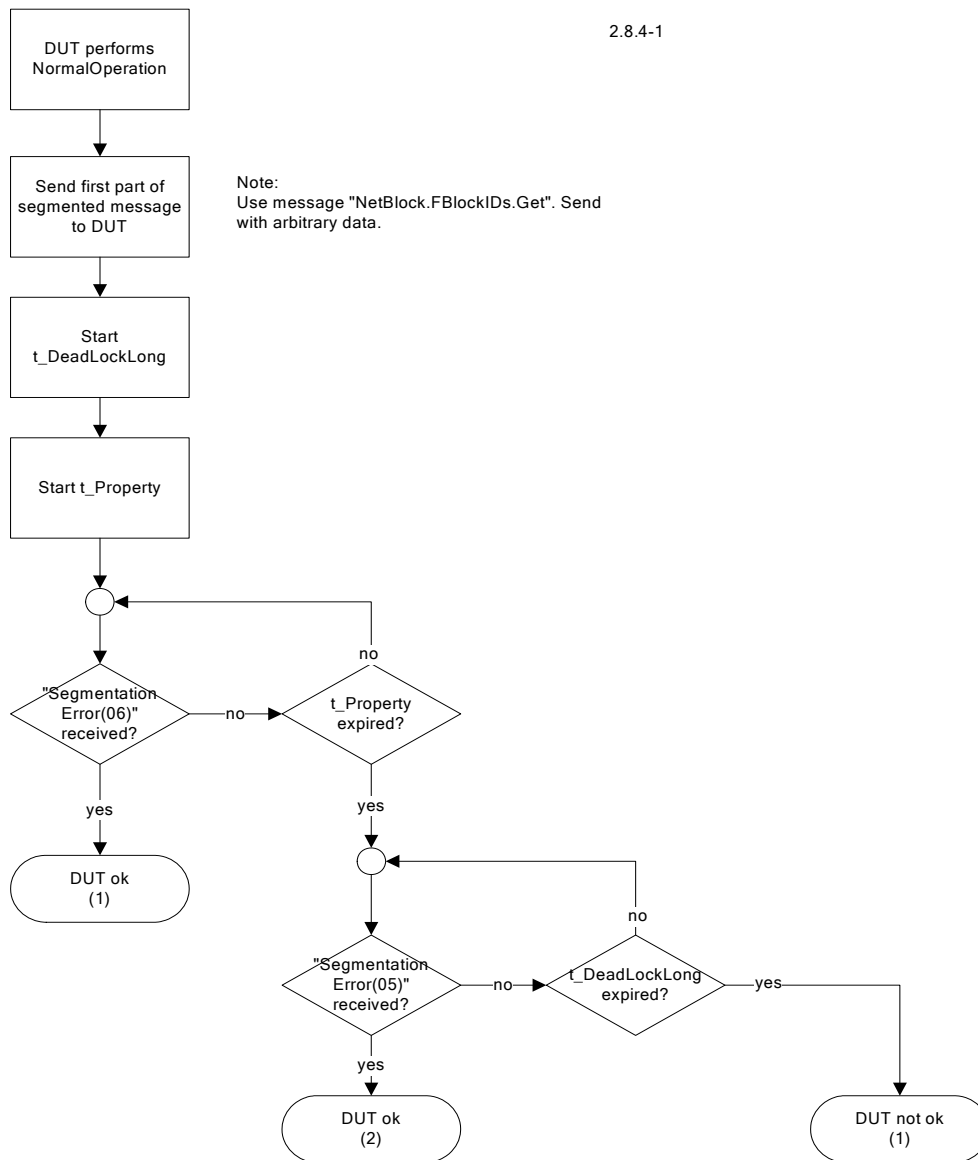 2.8.4-1
DUT performs
NormalOperation
Send first part of
segmented message
to DUT
Note:
Use message "NetBlock.FBlockIDs.Get". Send
with arbitrary data.
Start
t_DeadLockLong
Start t_Property
no
"Segmentation
Error(06)"
received?
no
t_Property
expired?
yes
yes
DUT ok
(1)
no
"Segmentation
Error(05)"
received?
no
t_DeadLockLong
expired?
yes
yes
DUT ok
(2)
DUT not ok
(1)